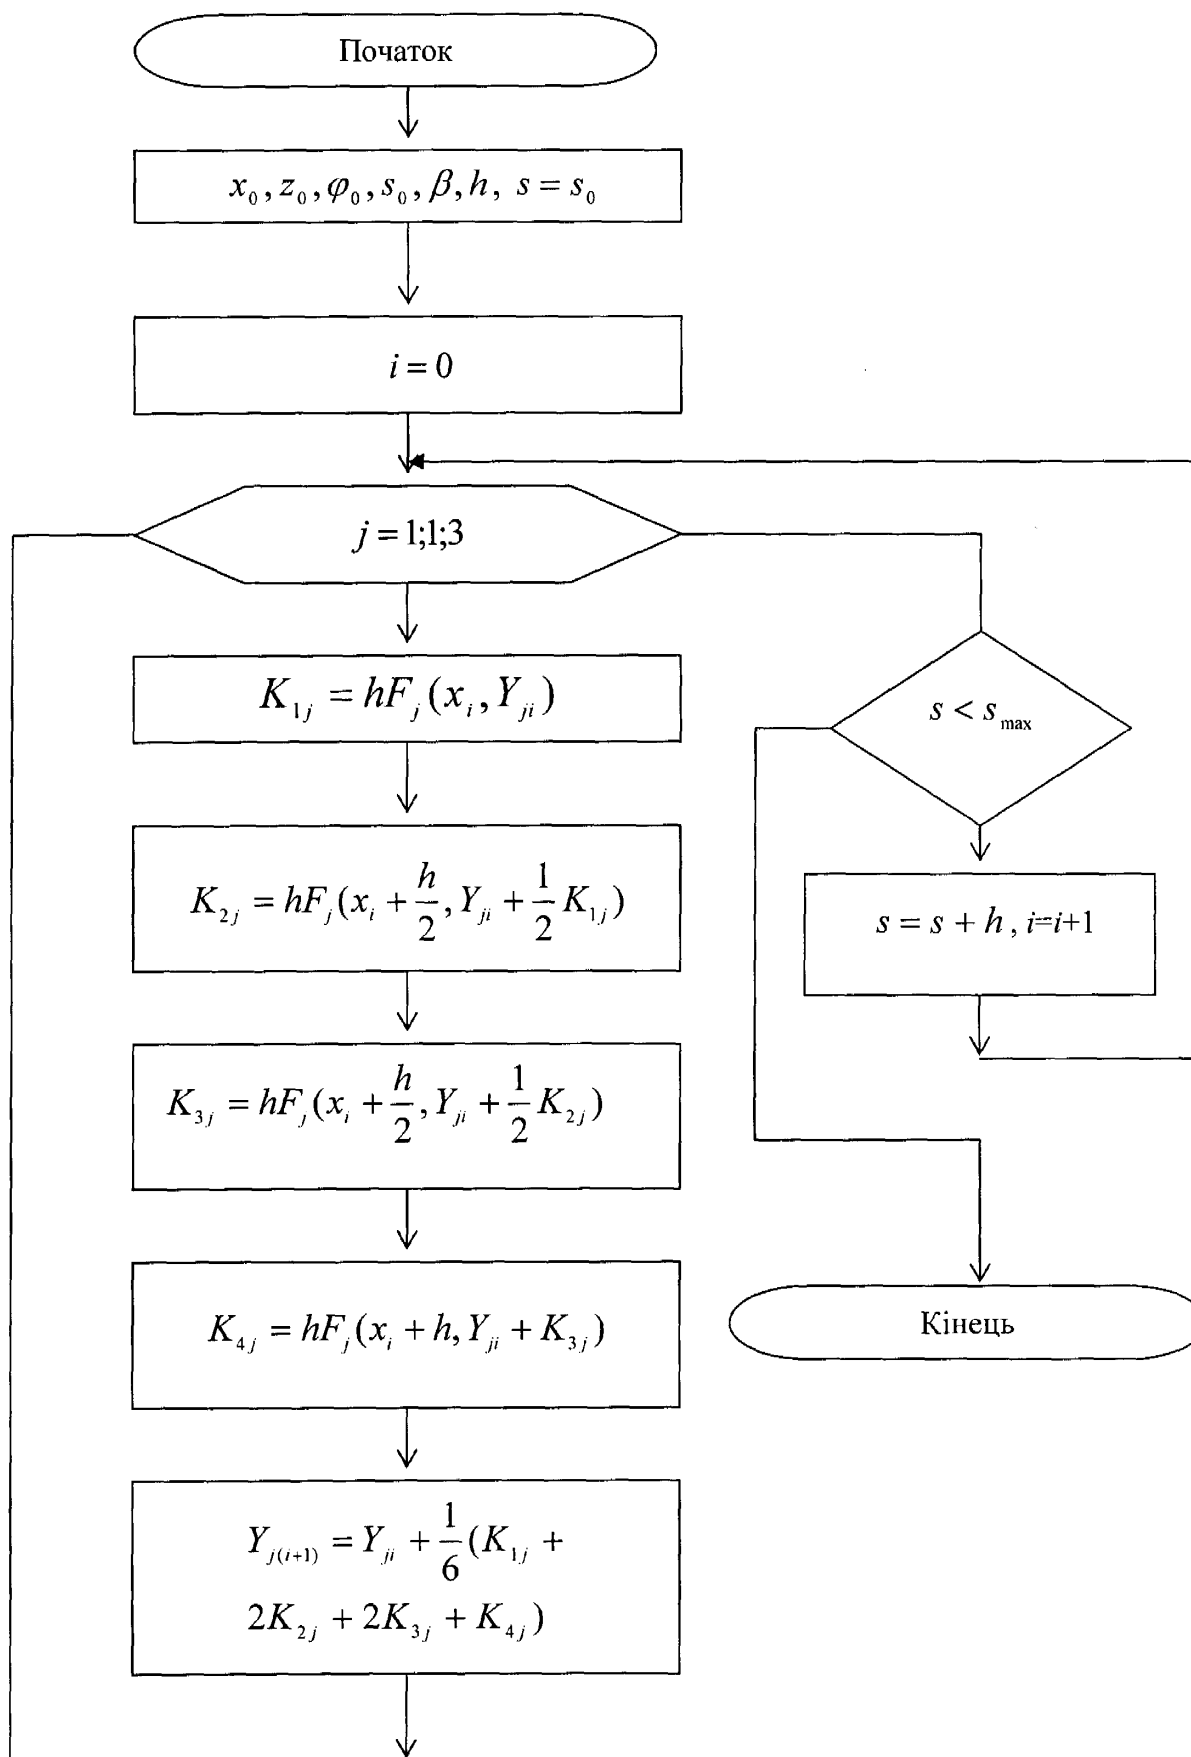 Початок
x₀, z₀, φ₀, s₀, β, h, s = s₀
i = 0
j = 1;1;3
K₁ⱼ = hFⱼ(xᵢ, Yⱼᵢ)
s < s_max
K₂ⱼ = hFⱼ(xᵢ + h/2, Yⱼᵢ + 1/2 K₁ⱼ)
s = s + h, i=i+1
K₃ⱼ = hFⱼ(xᵢ + h/2, Yⱼᵢ + 1/2 K₂ⱼ)
K₄ⱼ = hFⱼ(xᵢ + h, Yⱼᵢ + K₃ⱼ)
Кінець
Yⱼ₍ᵢ₊₁₎ = Yⱼᵢ + 1/6 (K₁ⱼ +
2K₂ⱼ + 2K₃ⱼ + K₄ⱼ)